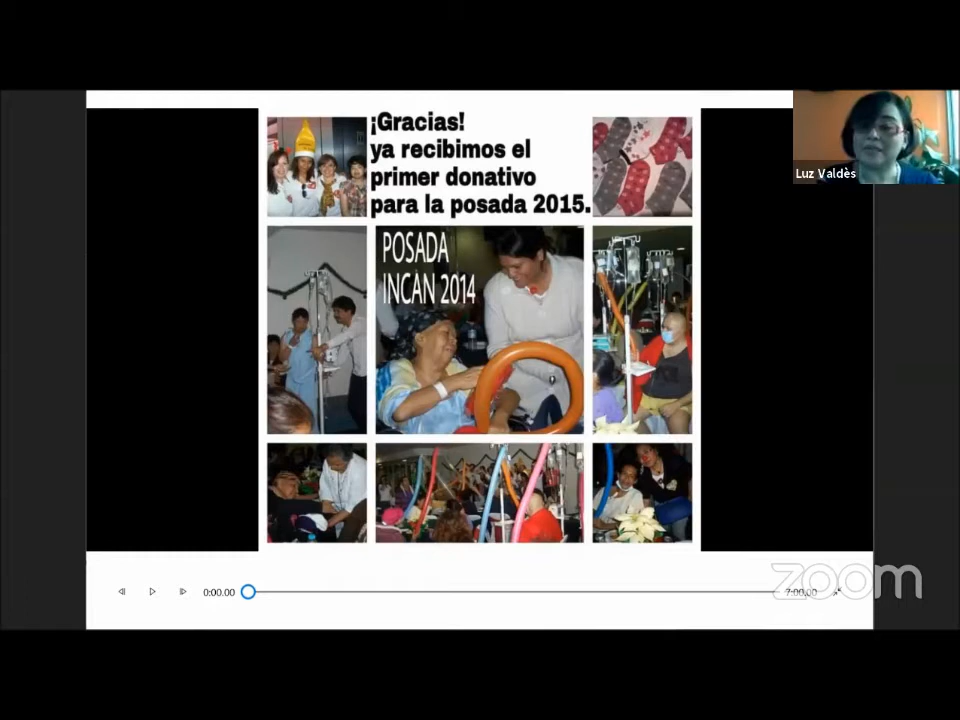 ¡Gracias!
ya recibimos el
primer donativo
para la posada 2015.
Luz Valdès
POSADA
INCAN 2014
0:00.00
7:00.00
zoom